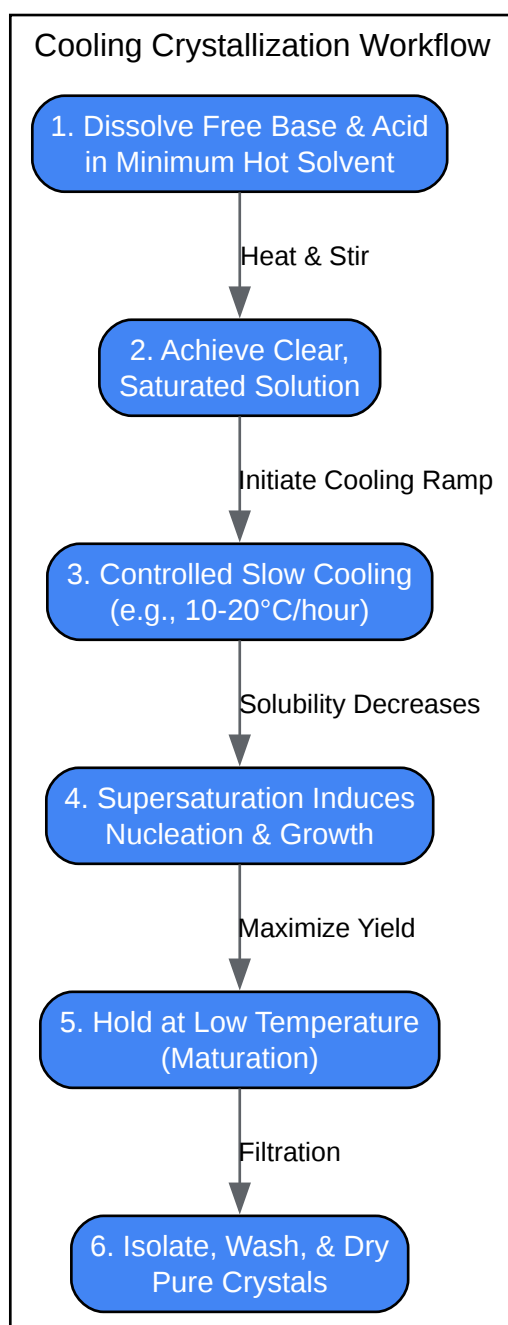 Cooling Crystallization Workflow
1. Dissolve Free Base & Acid
in Minimum Hot Solvent
Heat & Stir
2. Achieve Clear,
Saturated Solution
Initiate Cooling Ramp
3. Controlled Slow Cooling
(e.g., 10-20°C/hour)
Solubility Decreases
4. Supersaturation Induces
Nucleation & Growth
Maximize Yield
5. Hold at Low Temperature
(Maturation)
Filtration
6. Isolate, Wash, & Dry
Pure Crystals